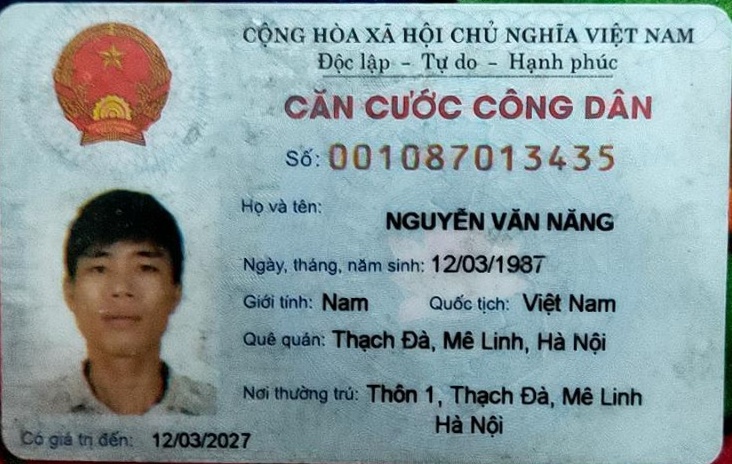 CỘNG HÒA XÃ HỘI CHỦ NGHĨA VIỆT NAM
Độc lập - Tự do - Hạnh phúc
CĂN CƯỚC CÔNG DÂN
Số: 001087013435
Họ và tên: NGUYỄN VĂN NĂNG
Ngày, tháng, năm sinh: 12/03/1987
Giới tính: Nam Quốc tịch: Việt Nam
Quê quán: Thạch Đà, Mê Linh, Hà Nội
Nơi thường trú: Thôn 1, Thạch Đà, Mê Linh
Hà Nội
Có giá trị đến: 12/03/2027